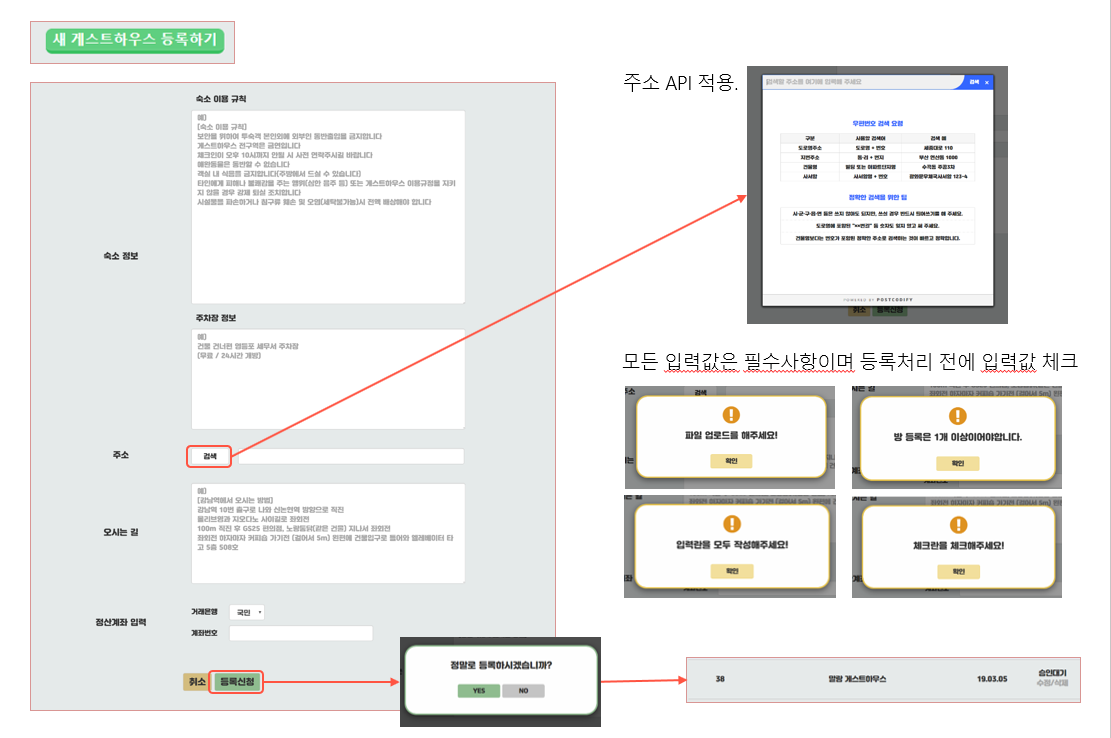 새 게스트하우스 등록하기
숙소 이용 규칙
예)
[숙소 이용 규칙]
보안을 위하여 투숙객 본인외에 외부인 동반출입을 금지합니다
게스트하우스 전구역은 금연입니다
체크인이 오후 10시까지 안될 시 사전 연락주시길 바랍니다
애완동물은 동반할 수 없습니다
객실 내 식음을 금지합니다(주방에서 드실 수 있습니다)
타인에게 피해나 불쾌감을 주는 행위(심한 음주 등) 또는 게스트하우스 이용규정을 지키
지 않을 경우 강제 퇴실 조치합니다
시설물을 파손하거나 침구류 훼손 및 오염(세탁불가능)시 전액 배상해야 합니다
숙소 정보
주차장 정보
예)
건물 건너편 영등포 세무서 주차장
(무료 / 24시간 개방)
주소
검색
예)
[강남역에서 오시는 방법]
강남역 10번 출구로 나와 신논현역 방향으로 직진
올리브영과 지오다노 사이길로 좌회전
100m 직진 후 GS25 편의점, 노랑통닭(같은 건물) 지나서 좌회전
좌회전 하자마자 커피숍 가기전 (걸어서 5m) 왼편에 건물입구로 들어와 엘레베이터 타
고 5층 508호
오시는 길
정산계좌 입력
거래은행
국민
계좌번호
취소
등록신청
주소 API 적용.
검색할 주소를 여기에 입력해 주세요
검색
×
우편번호 검색 요령
구분 사용할 검색어 검색 예
도로명주소 도로명 + 번호 세종대로 110
지번주소 동·리 + 번지 부산 연산동 1000
건물명 빌딩 또는 아파트단지명 수곡동 주공3차
사서함 사서함명 + 번호 광화문우체국사서함 123-4
정확한 검색을 위한 팁
시·군·구·읍·면 등은 쓰지 않아도 되지만, 쓰실 경우 반드시 띄어쓰기를 해 주세요.
도로명에 포함된 "××번길" 등 숫자도 잊지 말고 써 주세요.
건물명보다는 번호가 포함된 정확한 주소로 검색하는 것이 빠르고 정확합니다.
POWERED BY POSTCODIFY
취소
등록신청
모든 입력값은 필수사항이며 등록처리 전에 입력값 체크
파일 업로드를 해주세요!
확인
방 등록은 1개 이상이어야합니다.
확인
입력란을 모두 작성해주세요!
확인
체크란을 체크해주세요!
확인
정말로 등록하시겠습니까?
YES
NO
38 말랑 게스트하우스 19.03.05 승인대기
수정/삭제